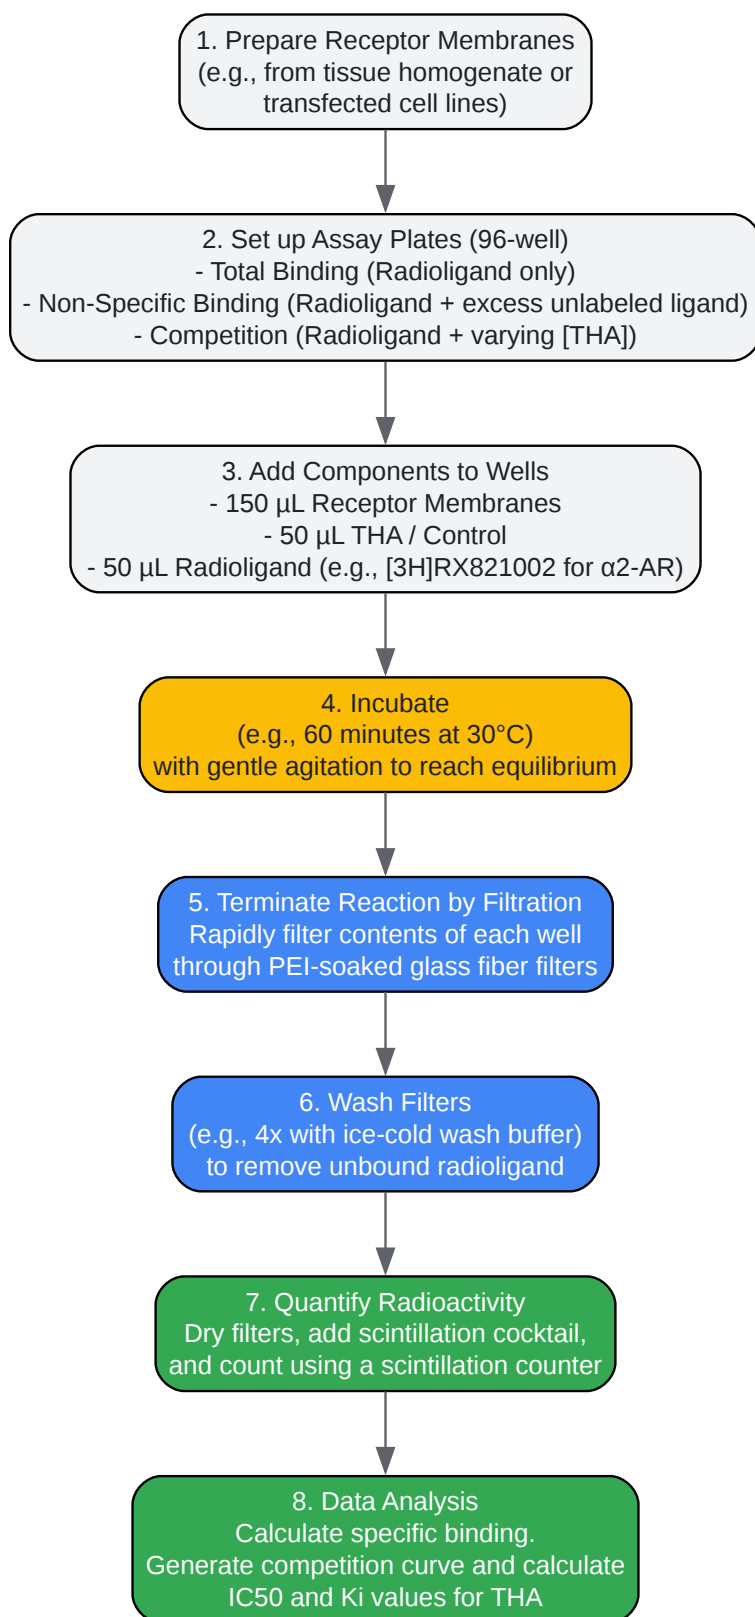 1. Prepare Receptor Membranes
(e.g., from tissue homogenate or
transfected cell lines)
2. Set up Assay Plates (96-well)
- Total Binding (Radioligand only)
- Non-Specific Binding (Radioligand + excess unlabeled ligand)
- Competition (Radioligand + varying [THA])
3. Add Components to Wells
- 150 µL Receptor Membranes
- 50 µL THA / Control
- 50 µL Radioligand (e.g., [3H]RX821002 for α2-AR)
4. Incubate
(e.g., 60 minutes at 30°C)
with gentle agitation to reach equilibrium
5. Terminate Reaction by Filtration
Rapidly filter contents of each well
through PEI-soaked glass fiber filters
6. Wash Filters
(e.g., 4x with ice-cold wash buffer)
to remove unbound radioligand
7. Quantify Radioactivity
Dry filters, add scintillation cocktail,
and count using a scintillation counter
8. Data Analysis
Calculate specific binding.
Generate competition curve and calculate
IC50 and Ki values for THA